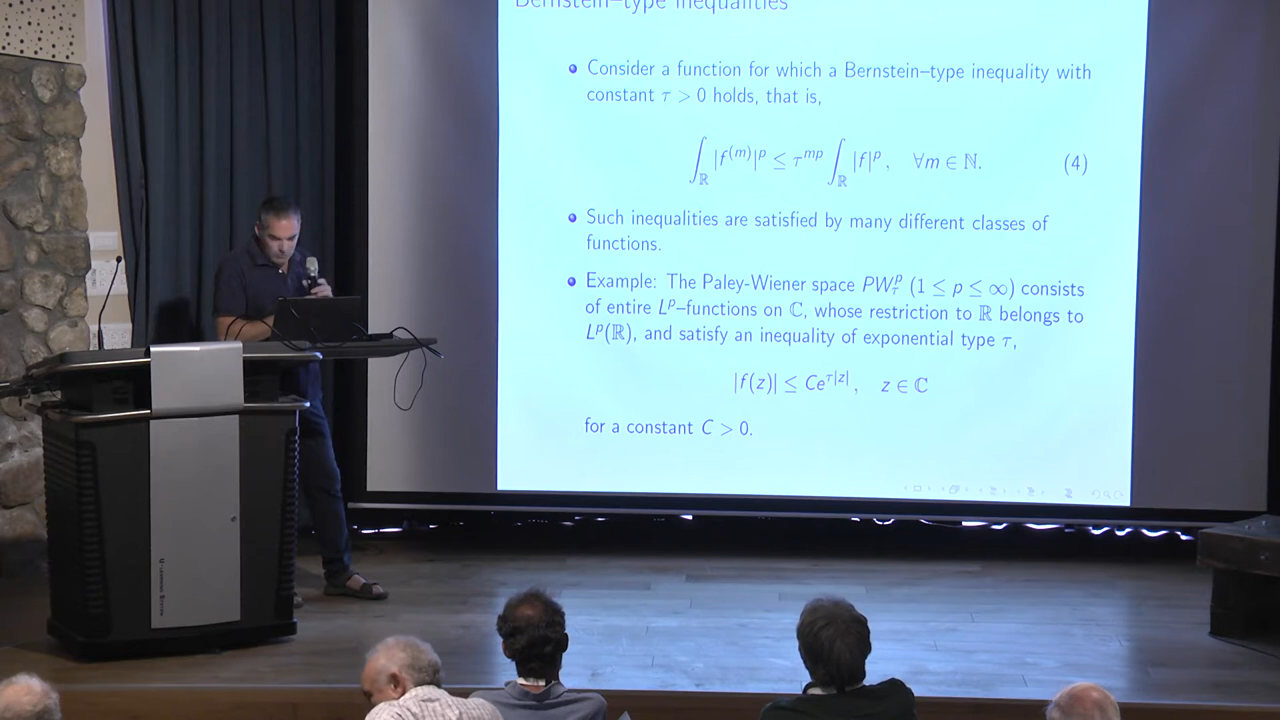 Bernstein–type inequalities
• Consider a function for which a Bernstein–type inequality with
constant τ > 0 holds, that is,
∫_ℝ |f^{(m)}|^p ≤ τ^{mp} ∫_ℝ |f|^p, ∀m ∈ ℕ. (4)
• Such inequalities are satisfied by many different classes of
functions.
• Example: The Paley-Wiener space PW_τ^p (1 ≤ p ≤ ∞) consists
of entire L^p–functions on ℂ, whose restriction to ℝ belongs to
L^p(ℝ), and satisfy an inequality of exponential type τ,
|f(z)| ≤ Ce^{τ|z|}, z ∈ ℂ
for a constant C > 0.